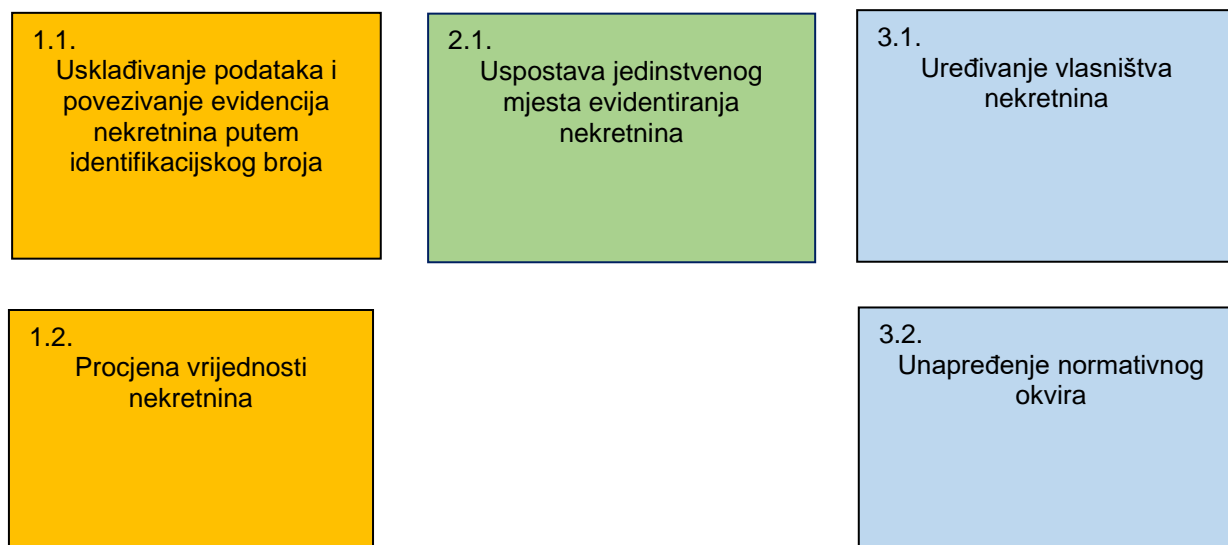 1.1.
Usklađivanje podataka i
povezivanje evidencija
nekretnina putem
identifikacijskog broja
2.1.
Uspostava jedinstvenog
mjesta evidentiranja
nekretnina
3.1.
Uređivanje vlasništva
nekretnina
1.2.
Procjena vrijednosti
nekretnina
3.2.
Unapređenje normativnog
okvira